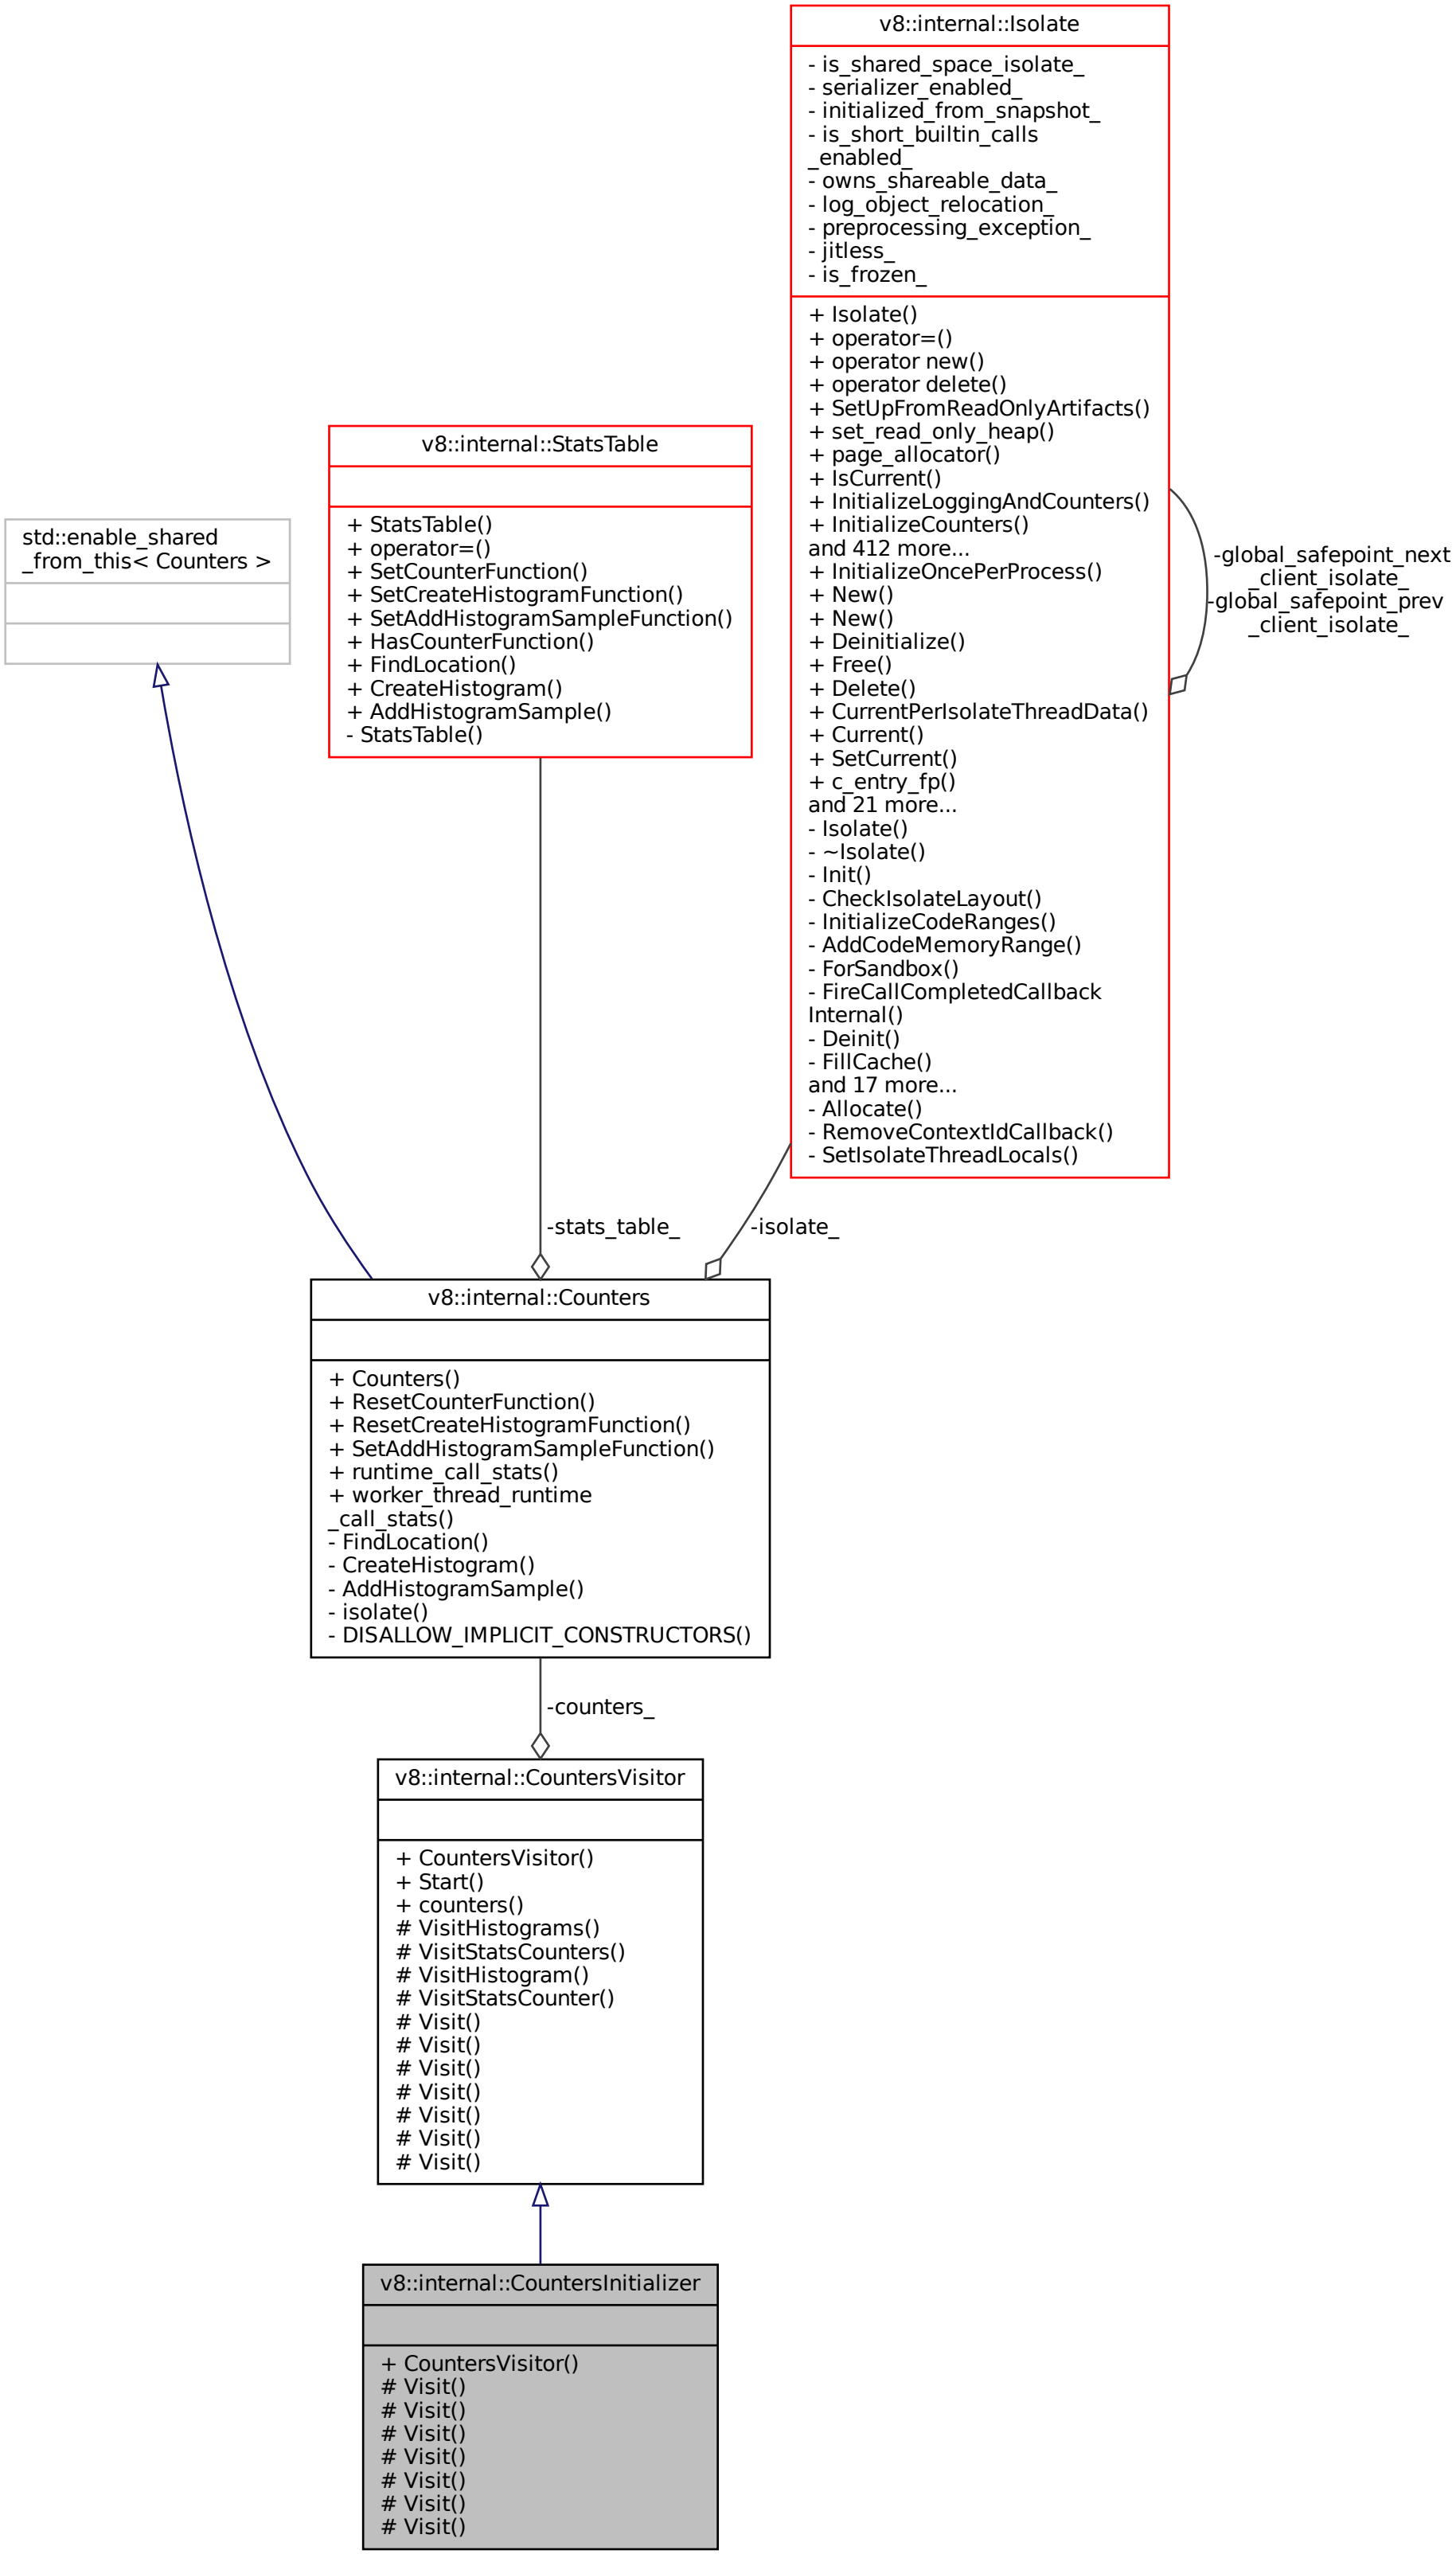 v8::internal::Isolate
- is_shared_space_isolate_
- serializer_enabled_
- initialized_from_snapshot_
- is_short_builtin_calls
_enabled_
- owns_shareable_data_
- log_object_relocation_
- preprocessing_exception_
- jitless_
- is_frozen_
+ Isolate()
+ operator=()
+ operator new()
+ operator delete()
+ SetUpFromReadOnlyArtifacts()
+ set_read_only_heap()
+ page_allocator()
+ IsCurrent()
+ InitializeLoggingAndCounters()
+ InitializeCounters()
and 412 more...
+ InitializeOncePerProcess()
+ New()
+ New()
+ Deinitialize()
+ Free()
+ Delete()
+ CurrentPerIsolateThreadData()
+ Current()
+ SetCurrent()
+ c_entry_fp()
and 21 more...
- Isolate()
- ~Isolate()
- Init()
- CheckIsolateLayout()
- InitializeCodeRanges()
- AddCodeMemoryRange()
- ForSandbox()
- FireCallCompletedCallback
Internal()
- Deinit()
- FillCache()
and 17 more...
- Allocate()
- RemoveContextIdCallback()
- SetIsolateThreadLocals()
-global_safepoint_next
_client_isolate_
-global_safepoint_prev
_client_isolate_
v8::internal::StatsTable
+ StatsTable()
+ operator=()
+ SetCounterFunction()
+ SetCreateHistogramFunction()
+ SetAddHistogramSampleFunction()
+ HasCounterFunction()
+ FindLocation()
+ CreateHistogram()
+ AddHistogramSample()
- StatsTable()
std::enable_shared
_from_this< Counters >
-stats_table_
-isolate_
v8::internal::Counters
+ Counters()
+ ResetCounterFunction()
+ ResetCreateHistogramFunction()
+ SetAddHistogramSampleFunction()
+ runtime_call_stats()
+ worker_thread_runtime
_call_stats()
- FindLocation()
- CreateHistogram()
- AddHistogramSample()
- isolate()
- DISALLOW_IMPLICIT_CONSTRUCTORS()
-counters_
v8::internal::CountersVisitor
+ CountersVisitor()
+ Start()
+ counters()
# VisitHistograms()
# VisitStatsCounters()
# VisitHistogram()
# VisitStatsCounter()
# Visit()
# Visit()
# Visit()
# Visit()
# Visit()
# Visit()
# Visit()
v8::internal::CountersInitializer
+ CountersVisitor()
# Visit()
# Visit()
# Visit()
# Visit()
# Visit()
# Visit()
# Visit()